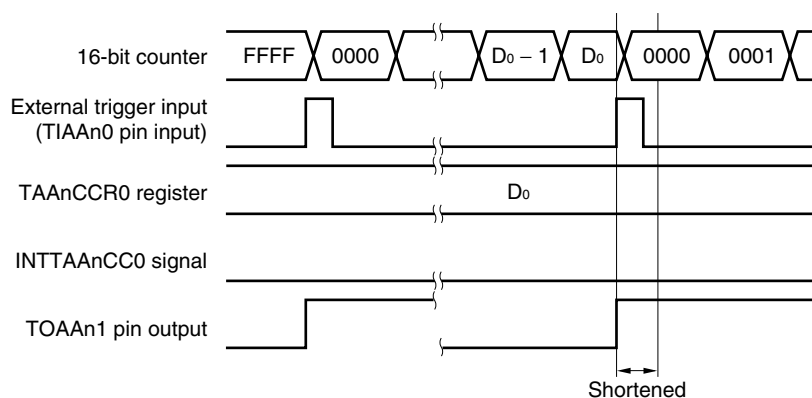 16-bit counter FFFF 0000 D0 − 1 D0 0000 0001
External trigger input
(TIAAn0 pin input)
TAAnCCR0 register D0
INTTAAnCC0 signal
TOAAn1 pin output
Shortened